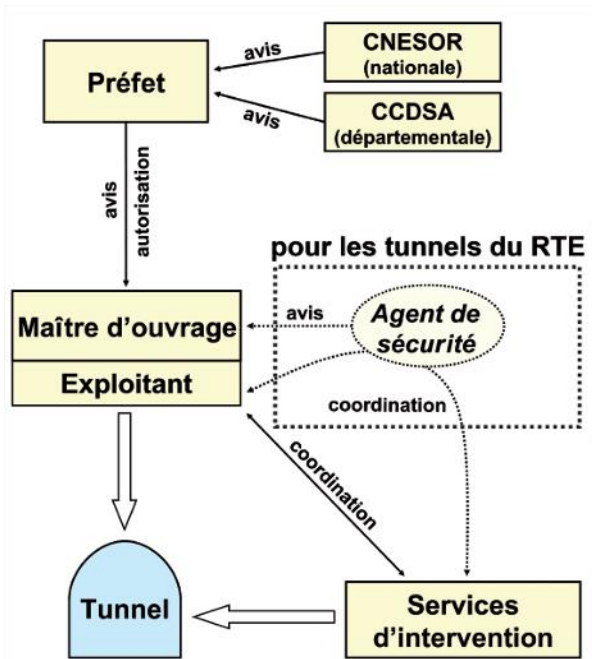 CNESOR
(nationale)
avis
Préfet
CCDSA
(départementale)
avis
avis
autorisation
pour les tunnels du RTE
Maître d'ouvrage
avis
Agent de
sécurité
Exploitant
coordination
coordination
Tunnel
Services
d'intervention